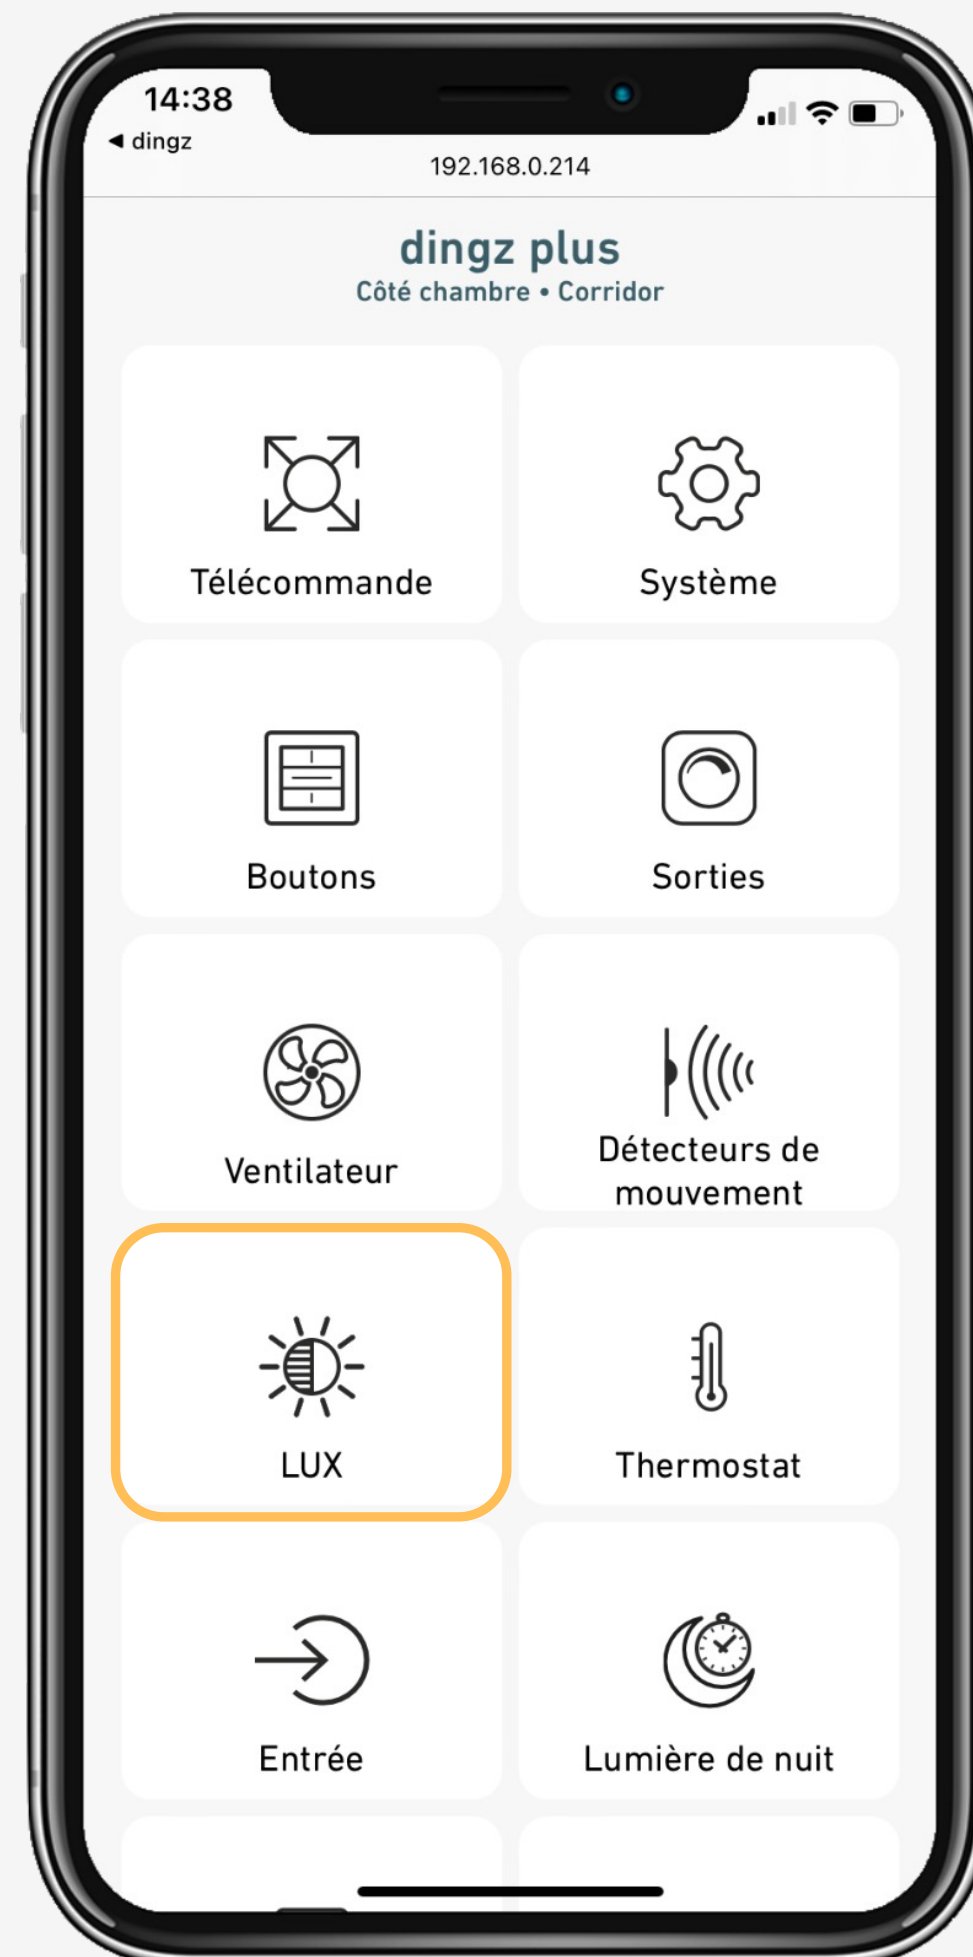 14:38
◀ dingz
192.168.0.214
dingz plus
Côté chambre • Corridor
Télécommande
Système
Boutons
Sorties
Ventilateur
Détecteurs de
mouvement
LUX
Thermostat
Entrée
Lumière de nuit